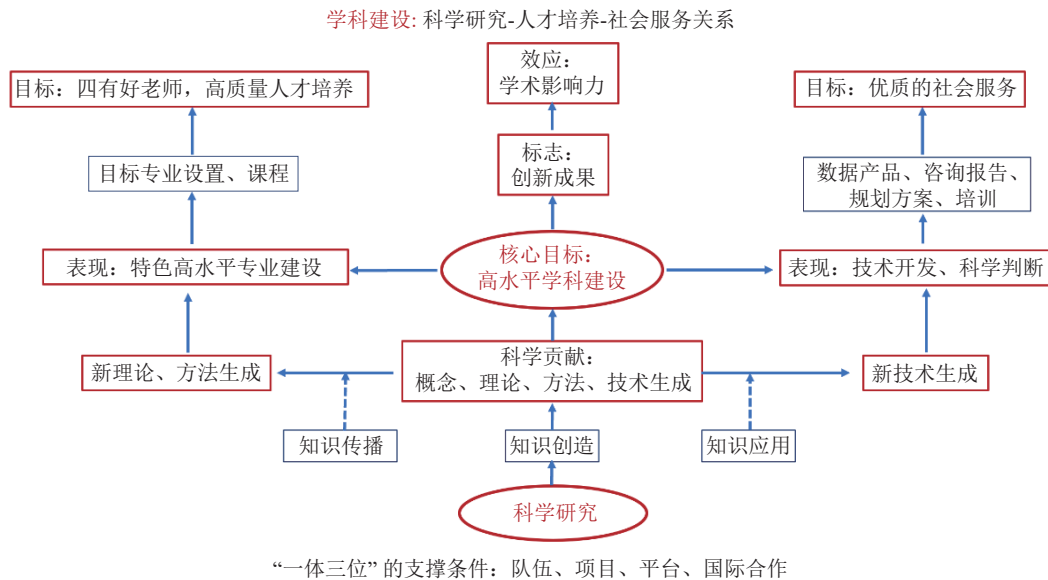 学科建设: 科学研究-人才培养-社会服务关系
效应：
学术影响力
目标：四有好老师，高质量人才培养
目标：优质的社会服务
标志：
创新成果
目标专业设置、课程
数据产品、咨询报告、
规划方案、培训
核心目标：
高水平学科建设
表现：特色高水平专业建设
表现：技术开发、科学判断
科学贡献：
概念、理论、方法、技术生成
新理论、方法生成
新技术生成
知识传播
知识创造
知识应用
科学研究
“一体三位” 的支撑条件：队伍、项目、平台、国际合作